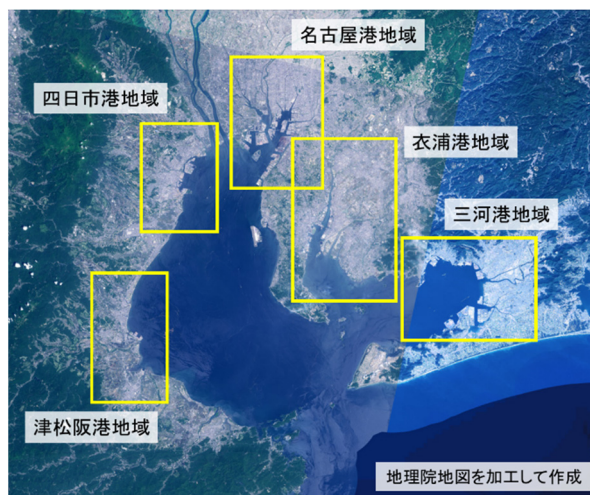 名古屋港地域
四日市港地域
衣浦港地域
三河港地域
津松阪港地域
地理院地図を加工して作成